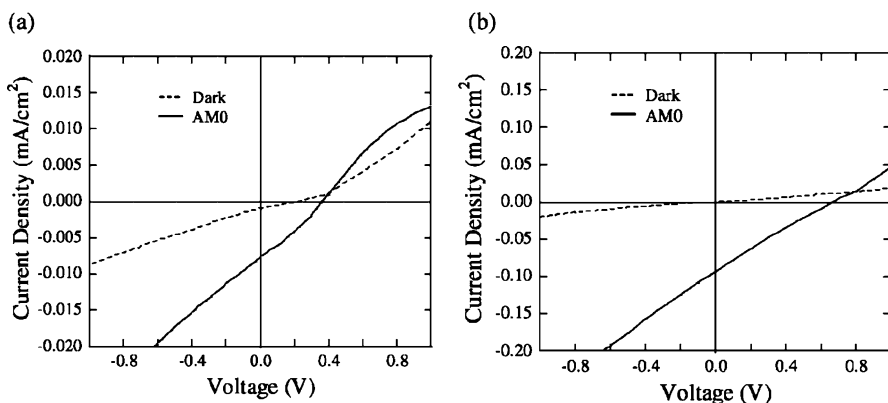 (a)
0.020
0.015
0.010
0.005
0.000
-0.005
-0.010
-0.015
-0.020
Current Density (mA/cm²)
Dark
AM0
-0.8
-0.4
0.0
0.4
0.8
Voltage (V)
(b)
0.20
0.15
0.10
0.05
0.00
-0.05
-0.10
-0.15
-0.20
Current Density (mA/cm²)
Dark
AM0
-0.8
-0.4
0.0
0.4
0.8
Voltage (V)